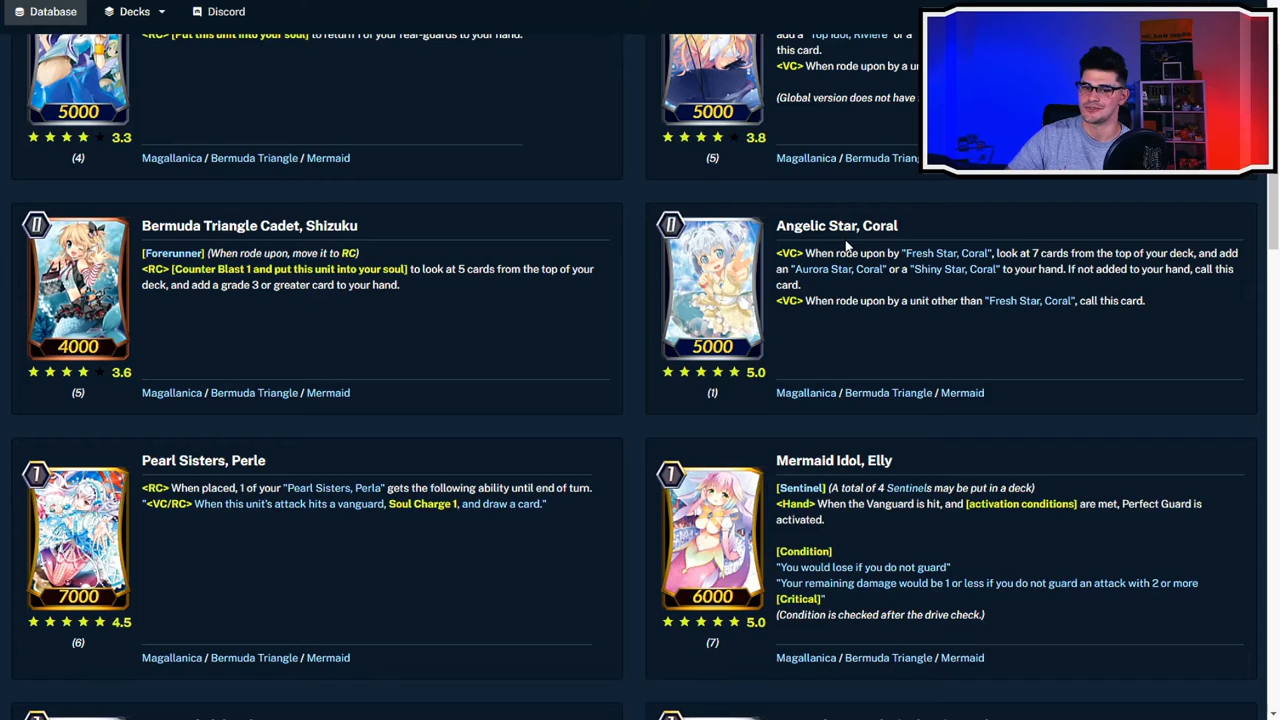 Database
Decks
Discord
<RC> [Put this unit into your soul] to return 1 of your rear-guards to your hand.
5000
3.3
(4)
Magallanica / Bermuda Triangle / Mermaid
add a "Top Idol, Riviere" or a
this card.
<VC> When rode upon by a un
(Global version does not have
5000
3.8
(5)
Magallanica / Bermuda Trian
0
Bermuda Triangle Cadet, Shizuku
[Forerunner] (When rode upon, move it to RC)
<RC> [Counter Blast 1 and put this unit into your soul] to look at 5 cards from the top of your
deck, and add a grade 3 or greater card to your hand.
4000
3.6
(5)
Magallanica / Bermuda Triangle / Mermaid
0
Angelic Star, Coral
<VC> When rode upon by "Fresh Star, Coral", look at 7 cards from the top of your deck, and add
an "Aurora Star, Coral" or a "Shiny Star, Coral" to your hand. If not added to your hand, call this
card.
<VC> When rode upon by a unit other than "Fresh Star, Coral", call this card.
5000
5.0
(1)
Magallanica / Bermuda Triangle / Mermaid
1
Pearl Sisters, Perle
<RC> When placed, 1 of your "Pearl Sisters, Perla" gets the following ability until end of turn.
"<VC/RC> When this unit's attack hits a vanguard, Soul Charge 1, and draw a card."
7000
4.5
(6)
Magallanica / Bermuda Triangle / Mermaid
1
Mermaid Idol, Elly
[Sentinel] (A total of 4 Sentinels may be put in a deck)
<Hand> When the Vanguard is hit, and [activation conditions] are met, Perfect Guard is
activated.
[Condition]
"You would lose if you do not guard"
"Your remaining damage would be 1 or less if you do not guard an attack with 2 or more
[Critical]"
(Condition is checked after the drive check.)
6000
5.0
(7)
Magallanica / Bermuda Triangle / Mermaid